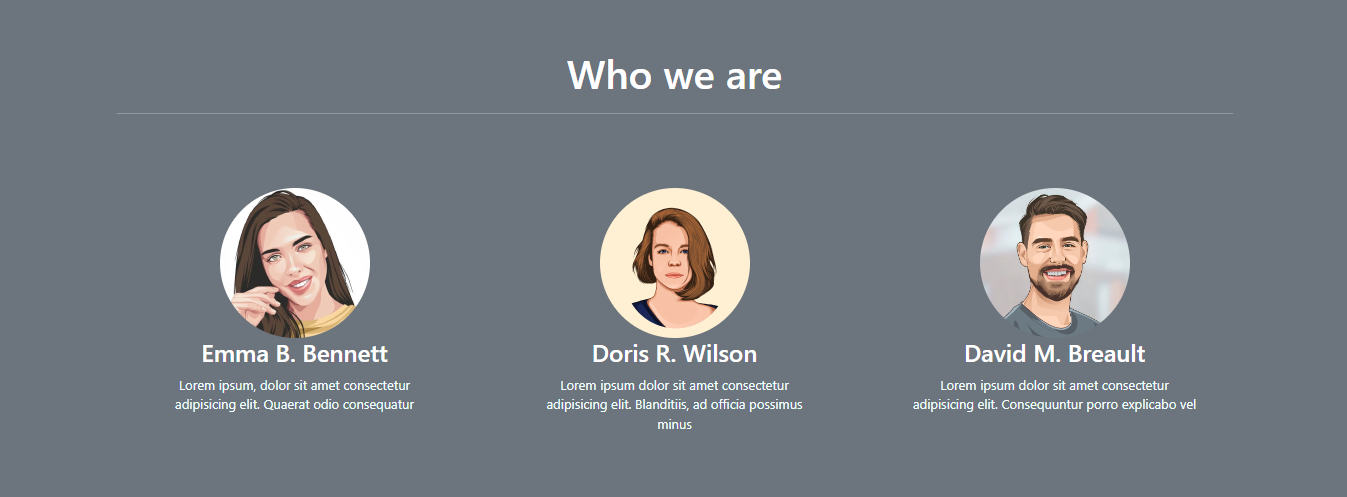 Who we are
Emma B. Bennett
Lorem ipsum, dolor sit amet consectetur
adipisicing elit. Quaerat odio consequatur
Doris R. Wilson
Lorem ipsum dolor sit amet consectetur
adipisicing elit. Blanditiis, ad officia possimus
minus
David M. Breault
Lorem ipsum dolor sit amet consectetur
adipisicing elit. Consequuntur porro explicabo vel